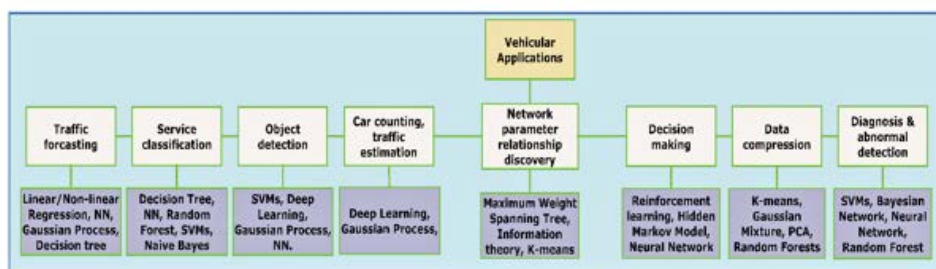 Vehicular
Applications
Traffic
forcasting
Service
classification
Object
detection
Car counting,
traffic
estimation
Network
parameter
relationship
discovery
Decision
making
Data
compression
Diagnosis &
abnormal
detection
Linear/Non-linear
Regression, NN,
Gaussian Process,
Decision tree
Decision Tree,
NN, Random
Forest, SVMs,
Naive Bayes
SVMs, Deep
Learning,
Gaussian Process,
NN.
Deep Learning,
Gaussian Process,
Maximum Weight
Spanning Tree,
Information
theory, K-means
Reinforcement
learning, Hidden
Markov Model,
Neural Network
K-means,
Gaussian
Mixture, PCA,
Random Forests
SVMs, Bayesian
Network, Neural
Network,
Random Forest